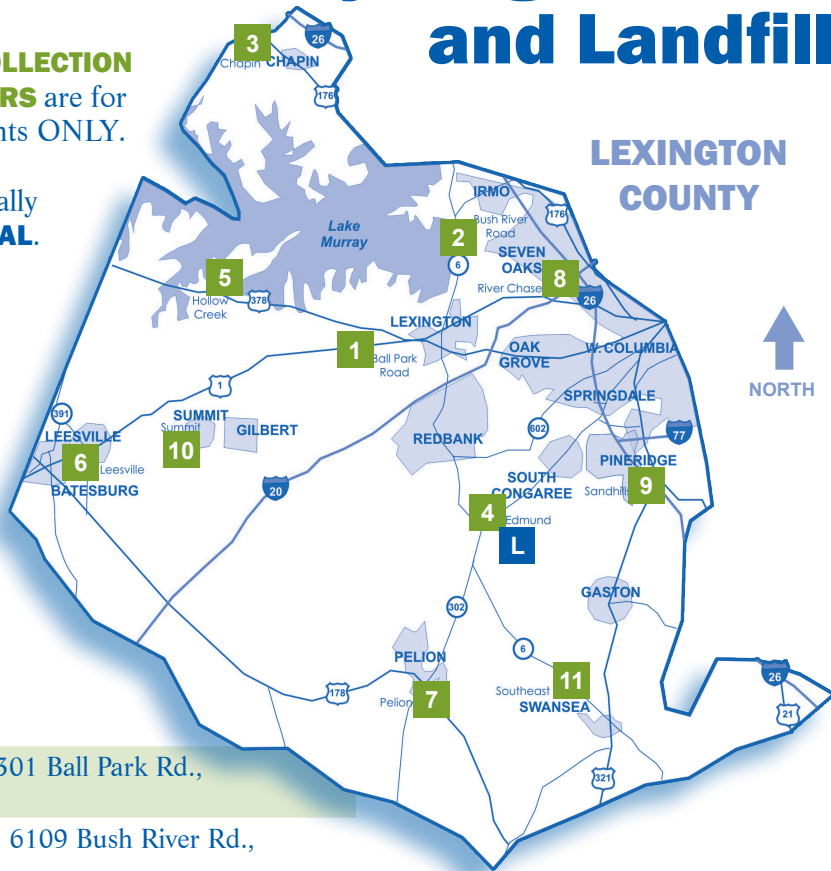 and Landfill
OLLECTION
RS are for
nts ONLY.
ally
AL.
LEXINGTON
COUNTY
3
26
Chapin CHAPIN
176
IRMO
176
Bush River
Road
Lake
Murray
2
SEVEN
OAKS
6
8
River Chase
5
26
Hollow
Creek
378
LEXINGTON
1
Ball Park
Road
OAK
GROVE
W. COLUMBIA
NORTH
1
SPRINGDALE
391
SUMMIT
Summit
GILBERT
LEESVILLE
10
REDBANK
602
77
6
Leesville
BATESBURG
PINERIDGE
SOUTH
CONGAREE
Sandhills
9
20
4
Edmund
L
GASTON
302
PELION
6
178
Pelion
7
Southeast
11
SWANSEA
26
21
321
301 Ball Park Rd.,
6109 Bush River Rd.,